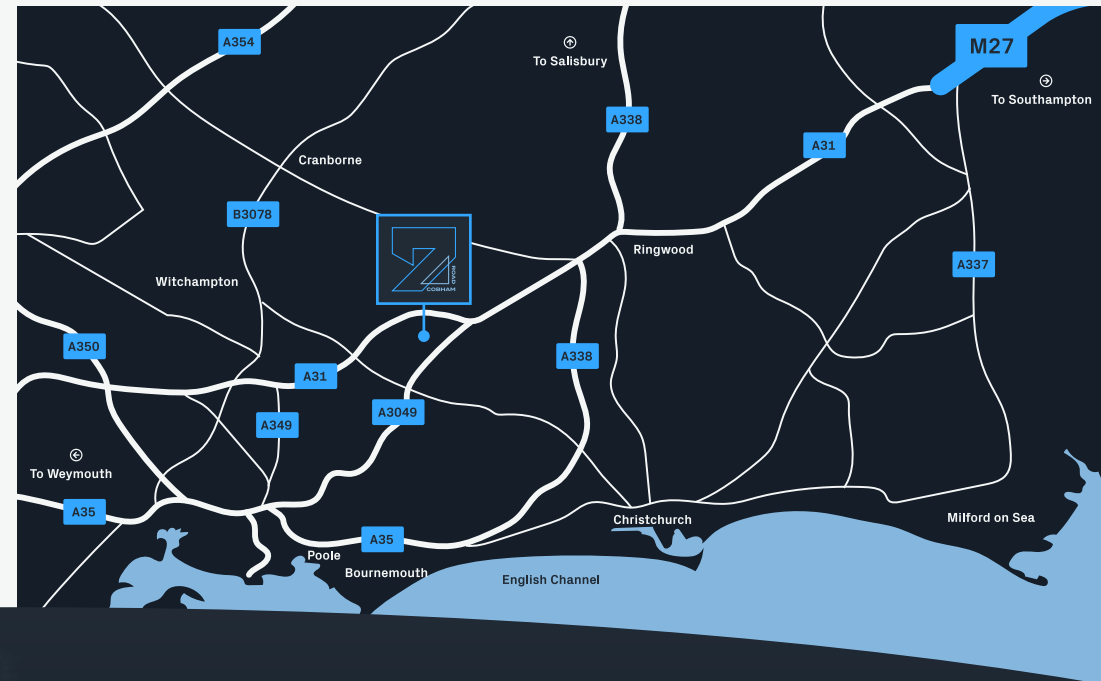 A354
M27
To Salisbury
To Southampton
A338
A31
Cranborne
B3078
Ringwood
A337
ROAD
COBHAM
Witchampton
A350
A338
A31
A3049
A349
To Weymouth
A35
Christchurch
Milford on Sea
A35
Poole
Bournemouth
English Channel